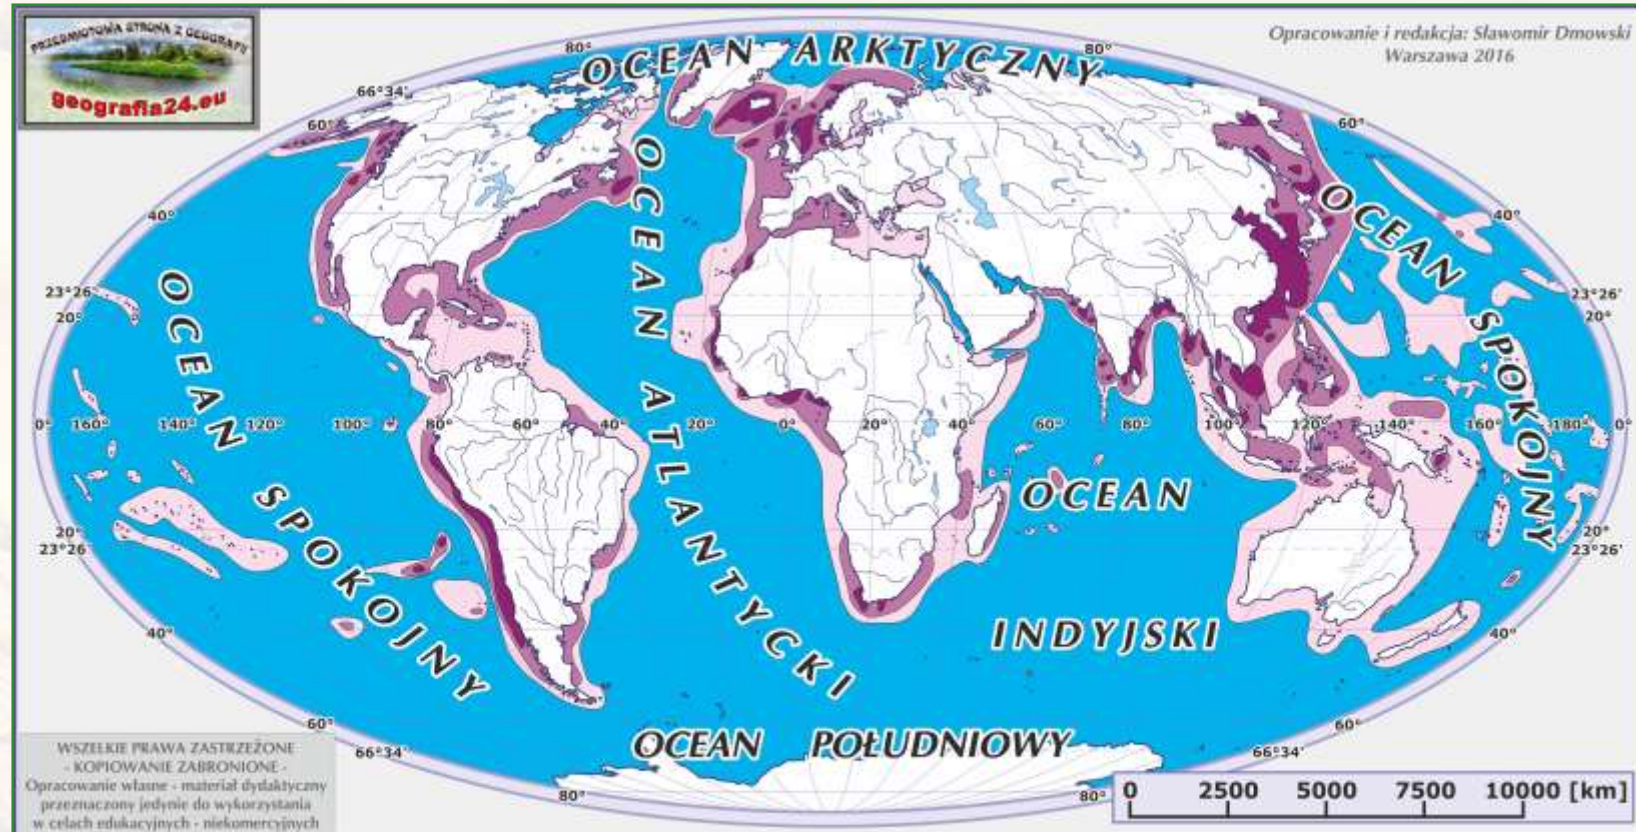 PRZEDMIOTOWA STRONA Z GEOGRAFII
geografia24.eu
Opracowanie i redakcja: Sławomir Dmowski
Warszawa 2016
80°
80°
OCEAN ARKTYCZNY
66°34'
60°
60°
40°
40°
OCEAN SPOKOJNY
OCEAN ATLANTYCKI
OCEAN SPOKOJNY
23°26'
20°
23°26'
20°
0°
160°
140°
120°
100°
80°
60°
40°
20°
0°
20°
40°
60°
80°
100°
120°
140°
160°
180°
0°
OCEAN
INDYJSKI
20°
23°26
20°
23°26'
40°
40°
60°
60°
66°34'
66°34'
OCEAN POŁUDNIOWY
80°
80°
WSZELKIE PRAWA ZASTRZEŻONE
- KOPIOWANIE ZABRONIONE -
Opracowanie własne - materiał dydaktyczny
przeznaczony jedynie do wykorzystania
w celach edukacyjnych - niekomercyjnych
0 2500 5000 7500 10000 [km]